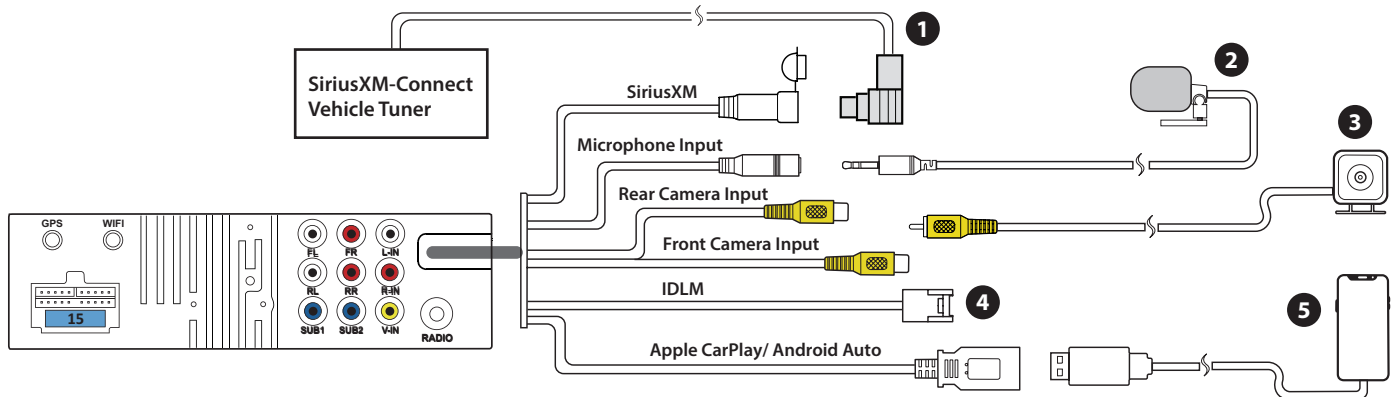 1
SiriusXM-Connect
Vehicle Tuner
SiriusXM
2
Microphone Input
3
Rear Camera Input
GPS
WIFI
FL
FR
L-IN
Front Camera Input
RL
RR
R-IN
IDLM
4
5
15
SUB1
SUB2
V-IN
RADIO
Apple CarPlay/ Android Auto